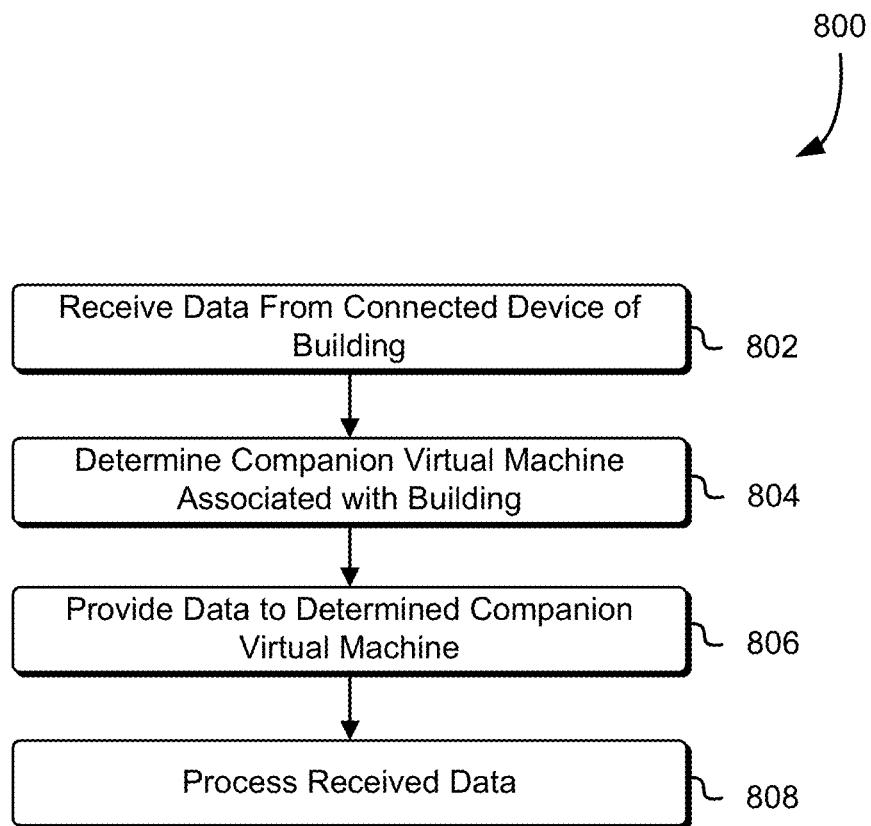 800
Receive Data From Connected Device of
Building
802
Determine Companion Virtual Machine
Associated with Building
804
Provide Data to Determined Companion
Virtual Machine
806
Process Received Data
808